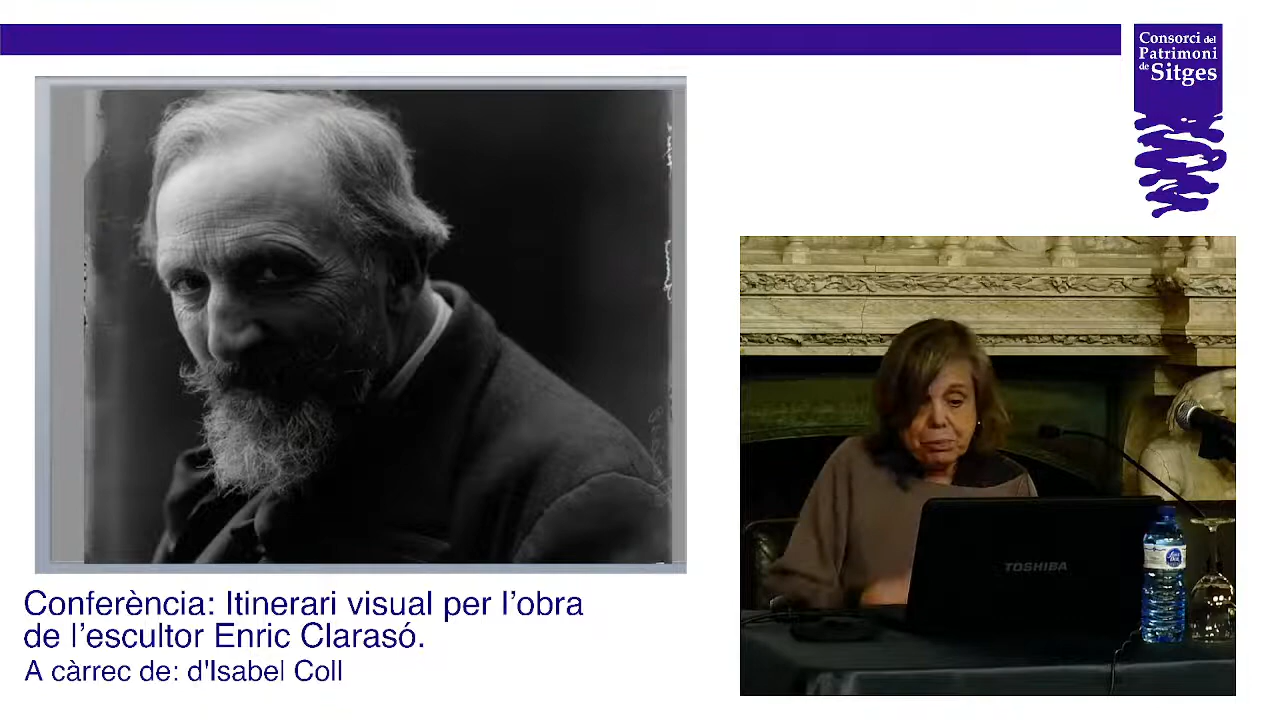 Consorci del
Patrimoni
de Sitges
TOSHIBA
Conferència: Itinerari visual per l'obra
de l'escultor Enric Clarasó.
A càrrec de: d'Isabel Coll